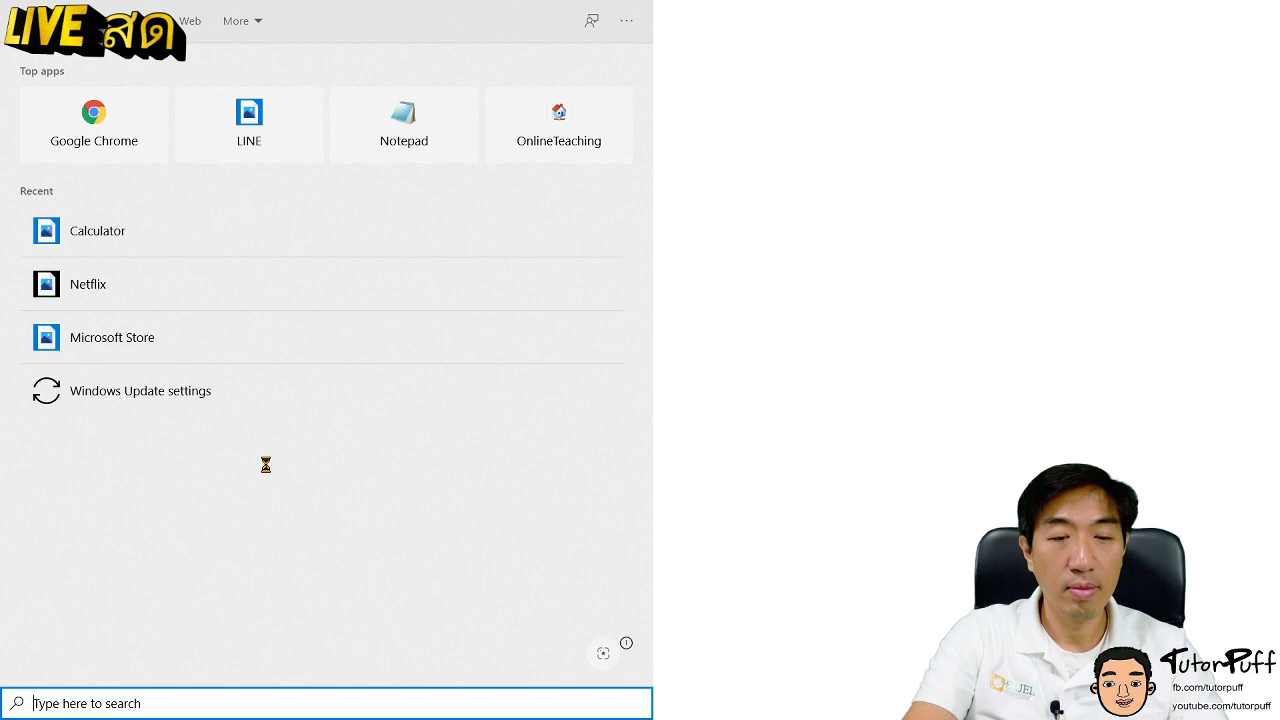 LIVE สด
Web More
Top apps
Google Chrome
LINE
Notepad
OnlineTeaching
Recent
Calculator
Netflix
Microsoft Store
Windows Update settings
Type here to search
JEL
TutorPuff
fb.com/tutorpuff
youtube.com/tutorpuff